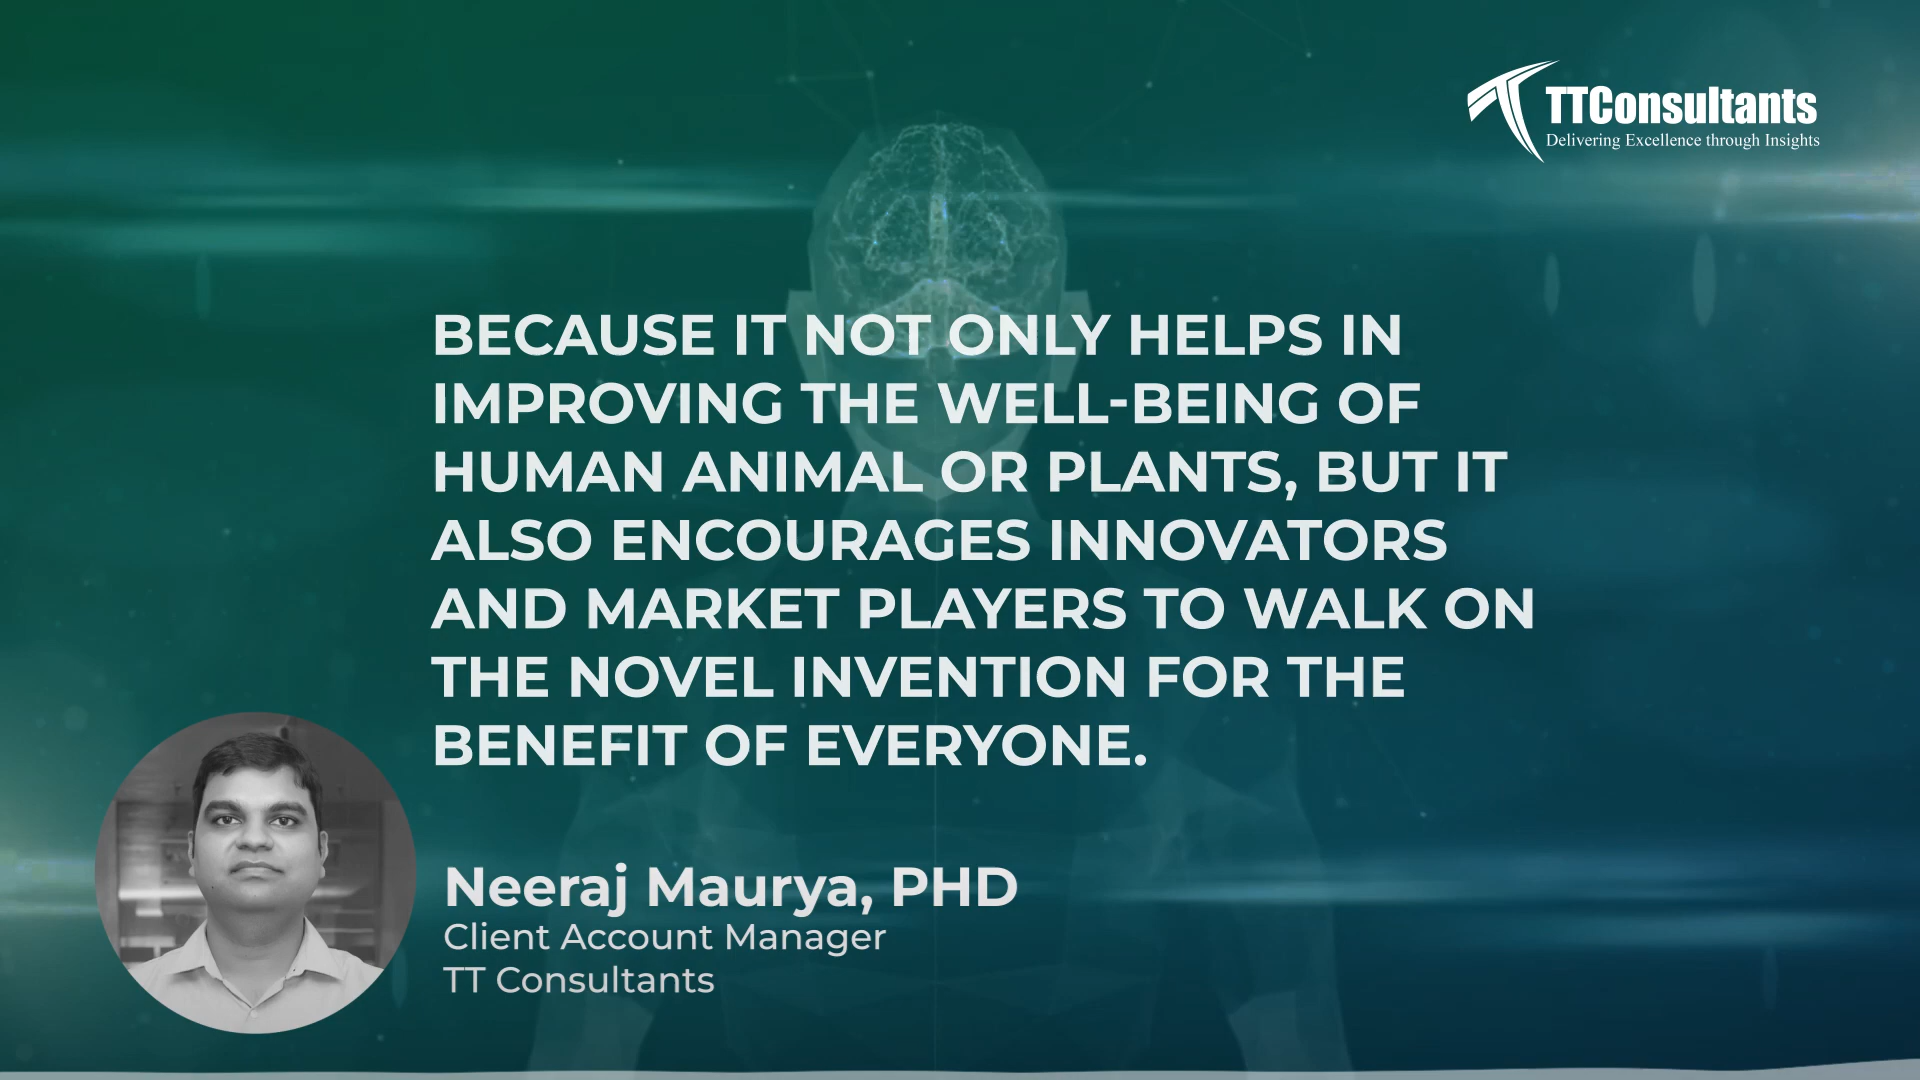 TTConsultants
Delivering Excellence through Insights
BECAUSE IT NOT ONLY HELPS IN
IMPROVING THE WELL-BEING OF
HUMAN ANIMAL OR PLANTS, BUT IT
ALSO ENCOURAGES INNOVATORS
AND MARKET PLAYERS TO WALK ON
THE NOVEL INVENTION FOR THE
BENEFIT OF EVERYONE.
Neeraj Maurya, PHD
Client Account Manager
TT Consultants